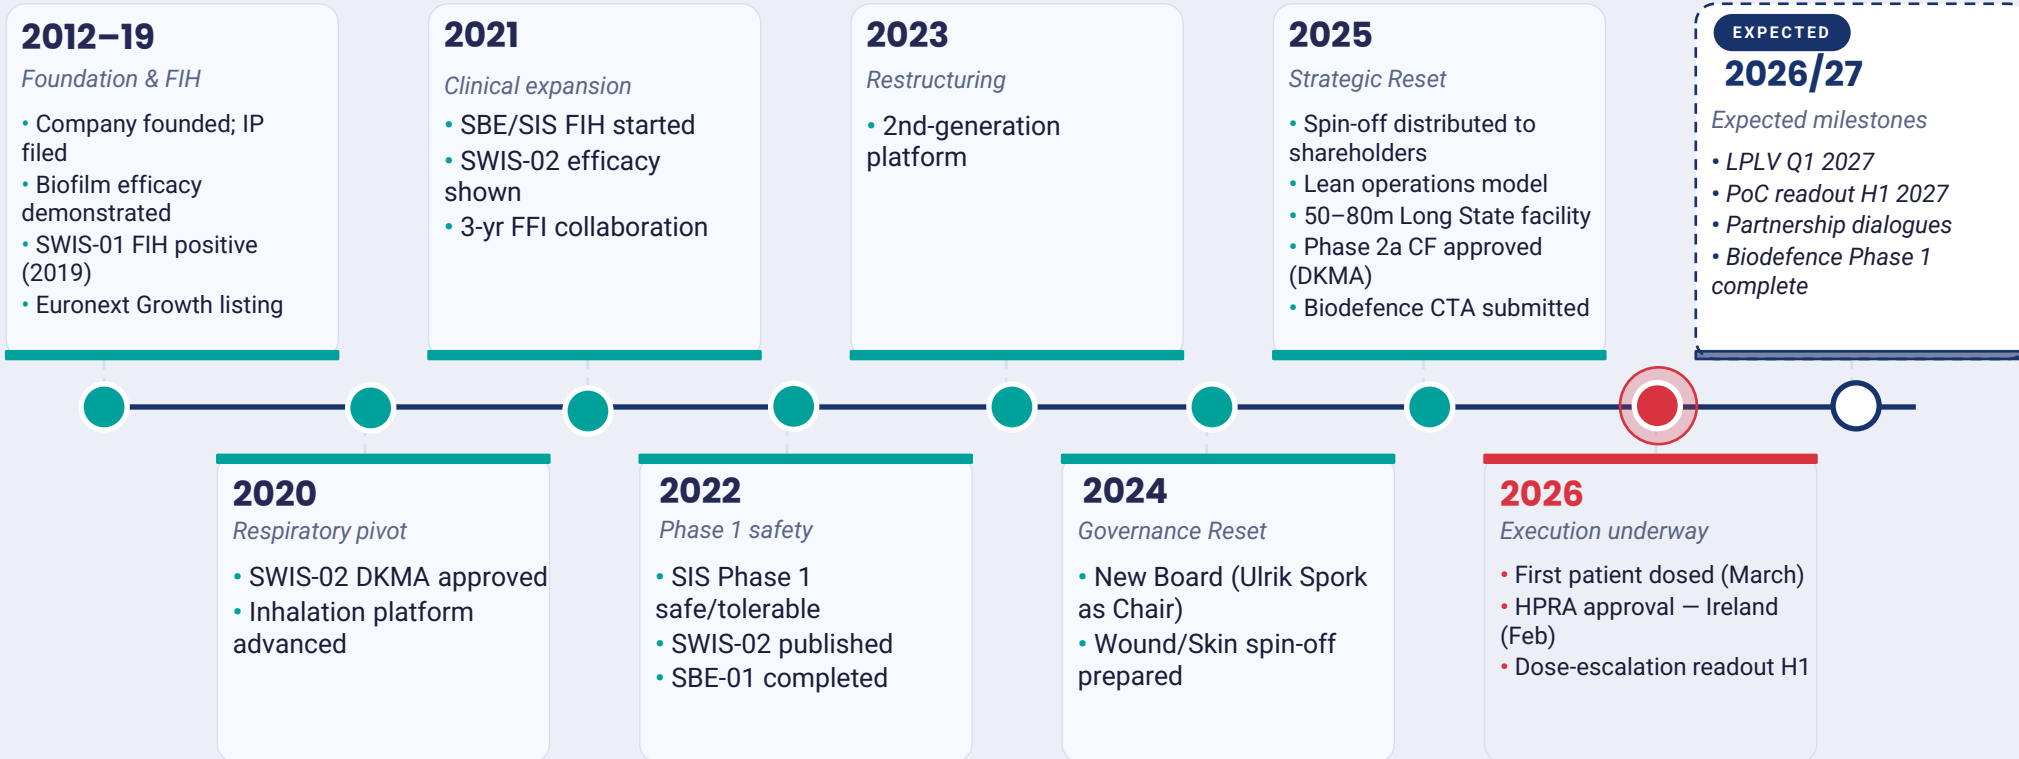 2012–19
Foundation & FIH
• Company founded; IP
filed
• Biofilm efficacy
demonstrated
• SWIS-01 FIH positive
(2019)
• Euronext Growth listing
2021
Clinical expansion
• SBE/SIS FIH started
• SWIS-02 efficacy
shown
• 3-yr FFI collaboration
2023
Restructuring
• 2nd-generation
platform
2025
Strategic Reset
• Spin-off distributed to
shareholders
• Lean operations model
• 50–80m Long State facility
• Phase 2a CF approved
(DKMA)
• Biodefence CTA submitted
EXPECTED
2026/27
Expected milestones
• LPLV Q1 2027
• PoC readout H1 2027
• Partnership dialogues
• Biodefence Phase 1
complete
2020
Respiratory pivot
• SWIS-02 DKMA approved
• Inhalation platform
advanced
2022
Phase 1 safety
• SIS Phase 1
safe/tolerable
• SWIS-02 published
• SBE-01 completed
2024
Governance Reset
• New Board (Ulrik Spork
as Chair)
• Wound/Skin spin-off
prepared
2026
Execution underway
• First patient dosed (March)
• HPRA approval — Ireland
(Feb)
• Dose-escalation readout H1